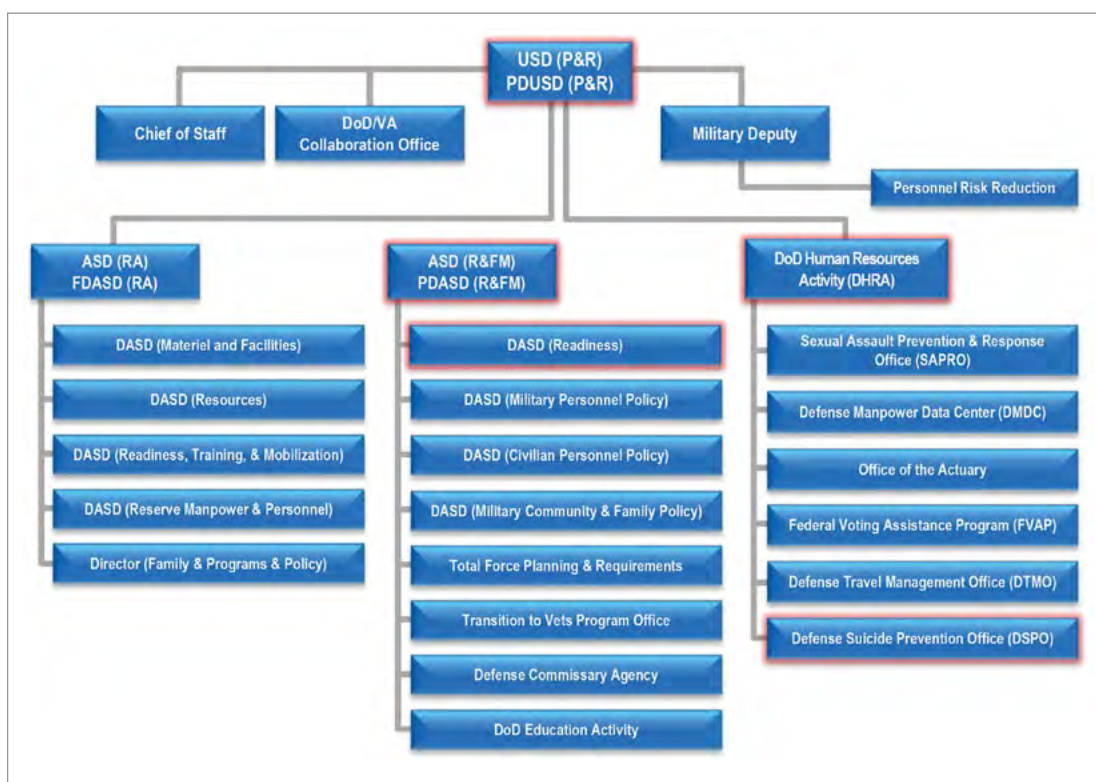 USD (P&R)
PDUSD (P&R)
Chief of Staff
DoD/VA
Collaboration Office
Military Deputy
Personnel Risk Reduction
ASD (RA)
FDASD (RA)
DASD (Materiel and Facilities)
DASD (Resources)
DASD (Readiness, Training, & Mobilization)
DASD (Reserve Manpower & Personnel)
Director (Family & Programs & Policy)
ASD (R&FM)
PDASD (R&FM)
DASD (Readiness)
DASD (Military Personnel Policy)
DASD (Civilian Personnel Policy)
DASD (Military Community & Family Policy)
Total Force Planning & Requirements
Transition to Vets Program Office
Defense Commissary Agency
DoD Education Activity
DoD Human Resources
Activity (DHRA)
Sexual Assault Prevention & Response
Office (SAPRO)
Defense Manpower Data Center (DMDC)
Office of the Actuary
Federal Voting Assistance Program (FVAP)
Defense Travel Management Office (DTMO)
Defense Suicide Prevention Office (DSPO)